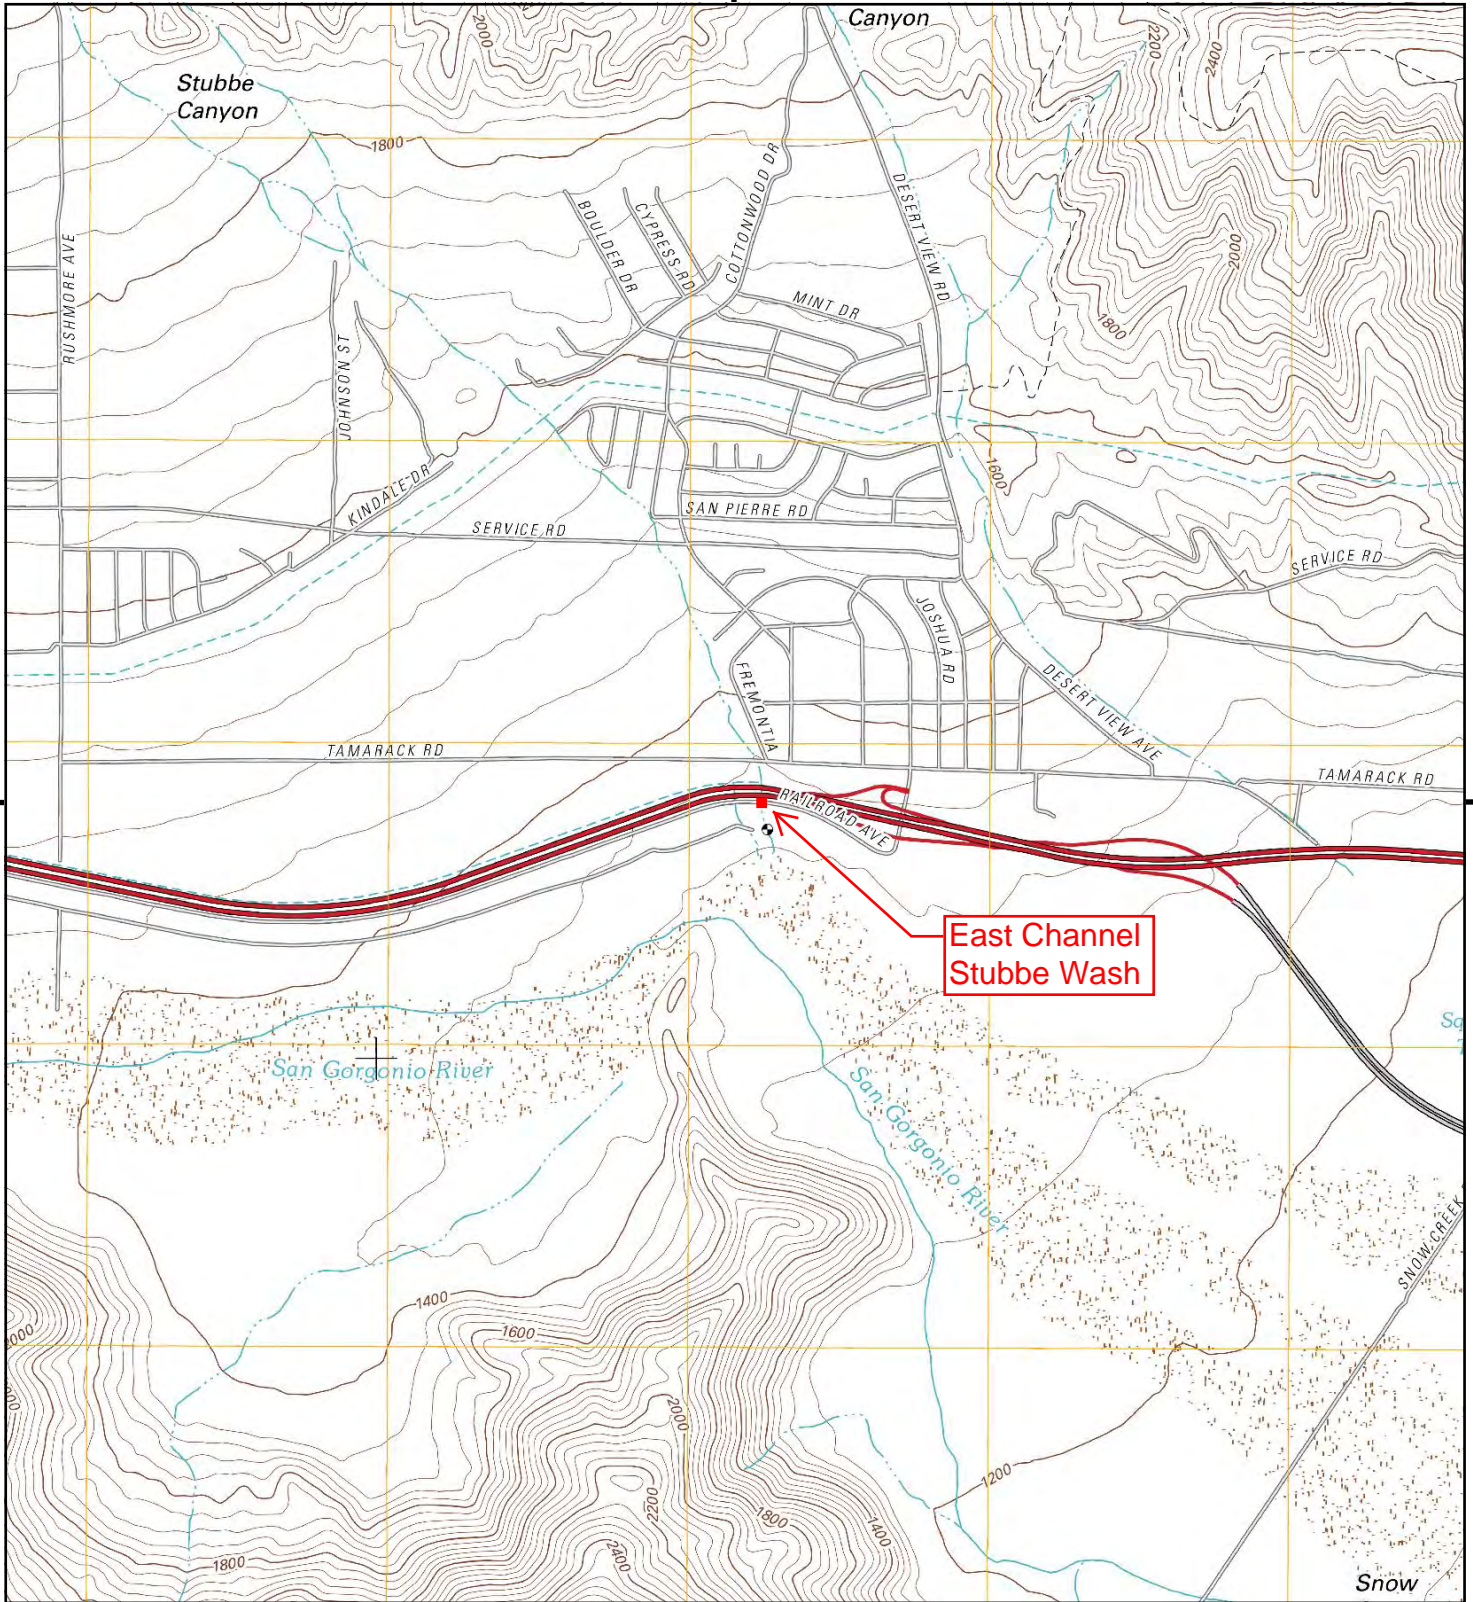 2000
Canyon
2200
2400
Stubbe
Canyon
1800
COTTONWOOD DR
DESERT VIEW RD
BOULDER DR
CYPRESS RD
2000
RUSHMORE AVE
MINT DR
1800
JOHNSON ST
1600
KINDALE DR
SAN PIERRE RD
SERVICE RD
SERVICE RD
JOSHUA RD
FREMONTIA
DESERT VIEW AVE
TAMARACK RD
TAMARACK RD
RAILROAD AVE
East Channel
Stubbe Wash
San Gorgonio River
San Gorgonio River
SNOW CREEK
1400
1600
2000
2000
1200
2200
1800
1400
2400
1800
Snow